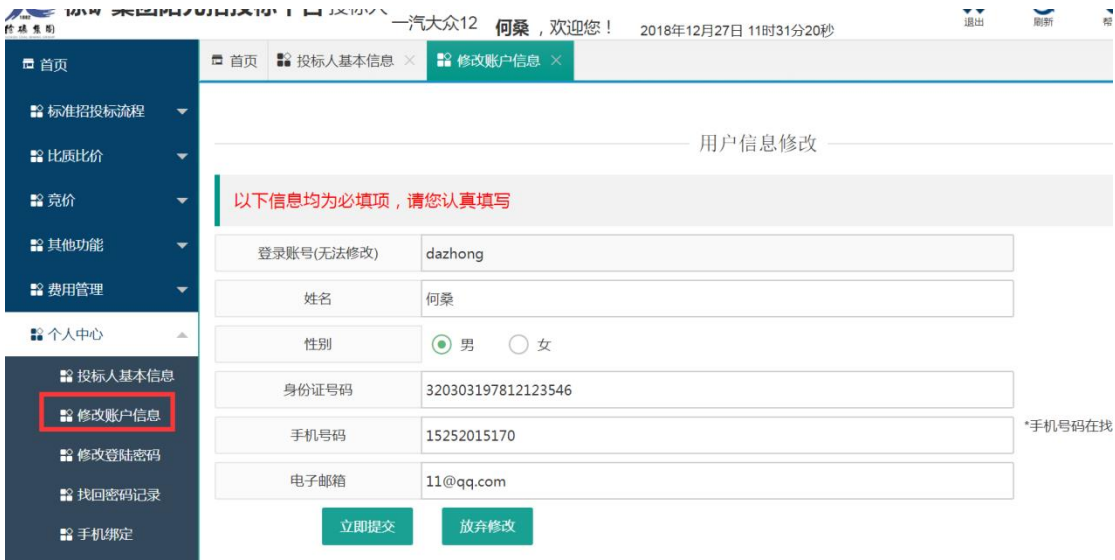 一汽大众12 何桑，欢迎您！ 2018年12月27日 11时31分20秒
退出 刷新
首页
首页 投标人基本信息 修改账户信息
标准招投标流程
比质比价
竞价
其他功能
费用管理
个人中心
投标人基本信息
修改账户信息
修改登陆密码
找回密码记录
手机绑定
用户信息修改
以下信息均为必填项，请您认真填写
登录账号(无法修改) dazhong
姓名 何桑
性别 男 女
身份证号码 320303197812123546
手机号码 15252015170 *手机号码在找
电子邮箱 11@qq.com
立即提交 放弃修改